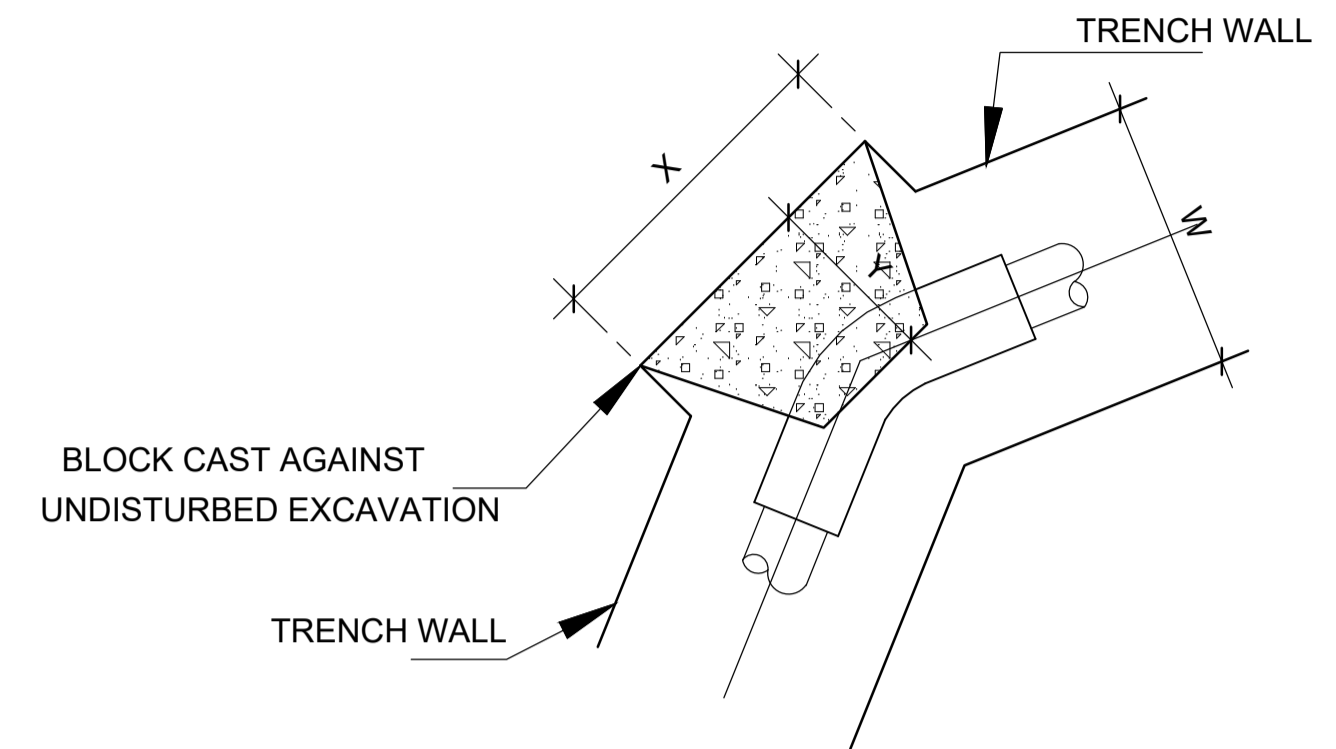 TRENCH WALL
X
W
Y
BLOCK CAST AGAINST
UNDISTURBED EXCAVATION
TRENCH WALL